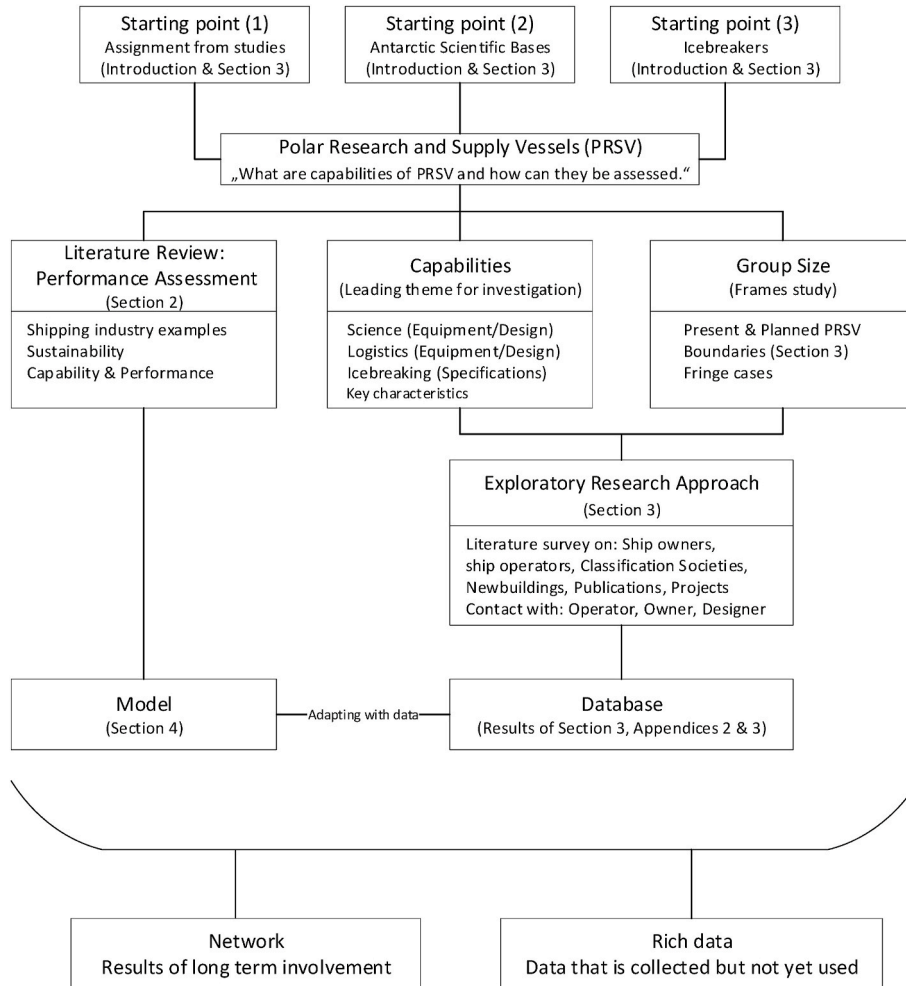 Starting point (1)
Assignment from studies
(Introduction & Section 3)
Starting point (2)
Antarctic Scientific Bases
(Introduction & Section 3)
Starting point (3)
Icebreakers
(Introduction & Section 3)
Polar Research and Supply Vessels (PRSV)
„What are capabilities of PRSV and how can they be assessed.“
Literature Review:
Performance Assessment
(Section 2)
Shipping industry examples
Sustainability
Capability & Performance
Capabilities
(Leading theme for investigation)
Science (Equipment/Design)
Logistics (Equipment/Design)
Icebreaking (Specifications)
Key characteristics
Group Size
(Frames study)
Present & Planned PRSV
Boundaries (Section 3)
Fringe cases
Exploratory Research Approach
(Section 3)
Literature survey on: Ship owners,
ship operators, Classification Societies,
Newbuildings, Publications, Projects
Contact with: Operator, Owner, Designer
Model
(Section 4)
Adapting with data
Database
(Results of Section 3, Appendices 2 & 3)
Network
Results of long term involvement
Rich data
Data that is collected but not yet used